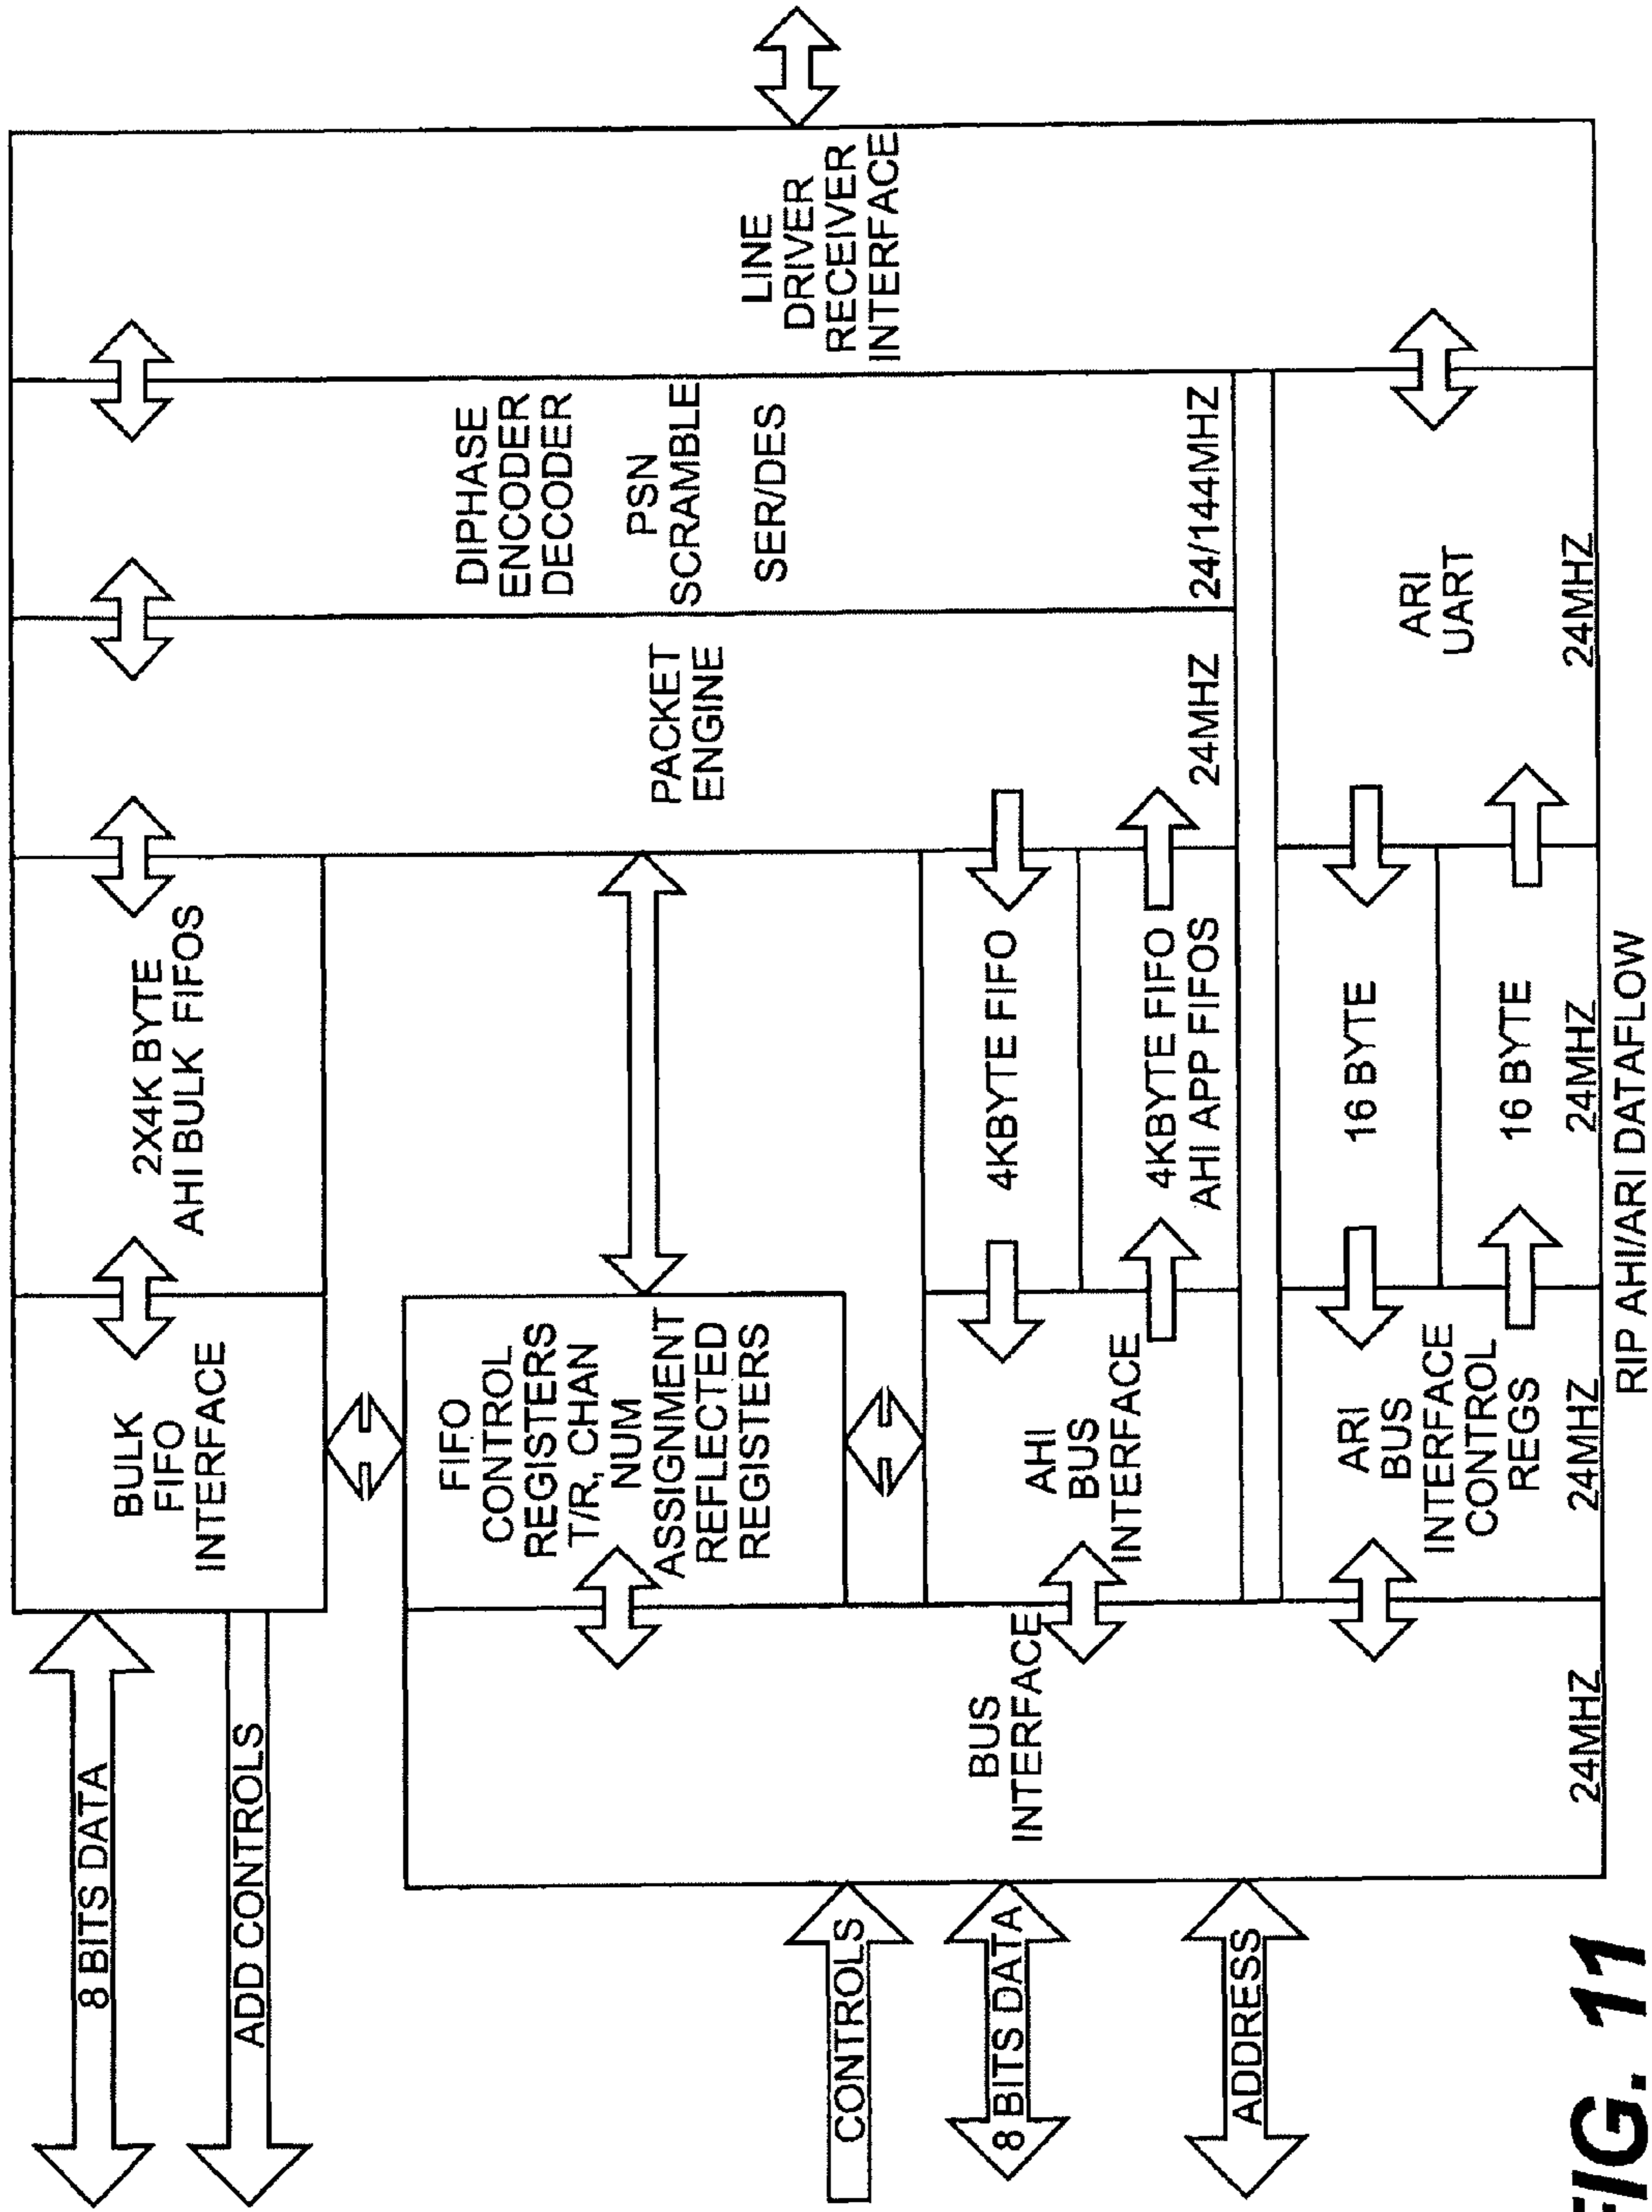 8 BITS DATA
ADD CONTROLS
BULK
FIFO
INTERFACE
2X4K BYTE
AHI BULK FIFOS
FIFO
CONTROL
REGISTERS
T/R, CHAN
NUM
ASSIGNMENT
REFLECTED
REGISTERS
PACKET
ENGINE
24MHZ
DIPHASE
ENCODER
DECODER
PSN
SCRAMBLE
SER/DES
24/144MHZ
LINE
DRIVER
RECEIVER
INTERFACE
CONTROLS
8 BITS DATA
ADDRESS
BUS
INTERFACE
24MHZ
AHI
BUS
INTERFACE
4KBYTE FIFO
4KBYTE FIFO
AHI APP FIFOS
ARI
BUS
INTERFACE
CONTROL
REGS
24MHZ
16 BYTE
16 BYTE
24MHZ
ARI
UART
24MHZ
RIP AHI/ARI DATAFLOW
FIG. 11